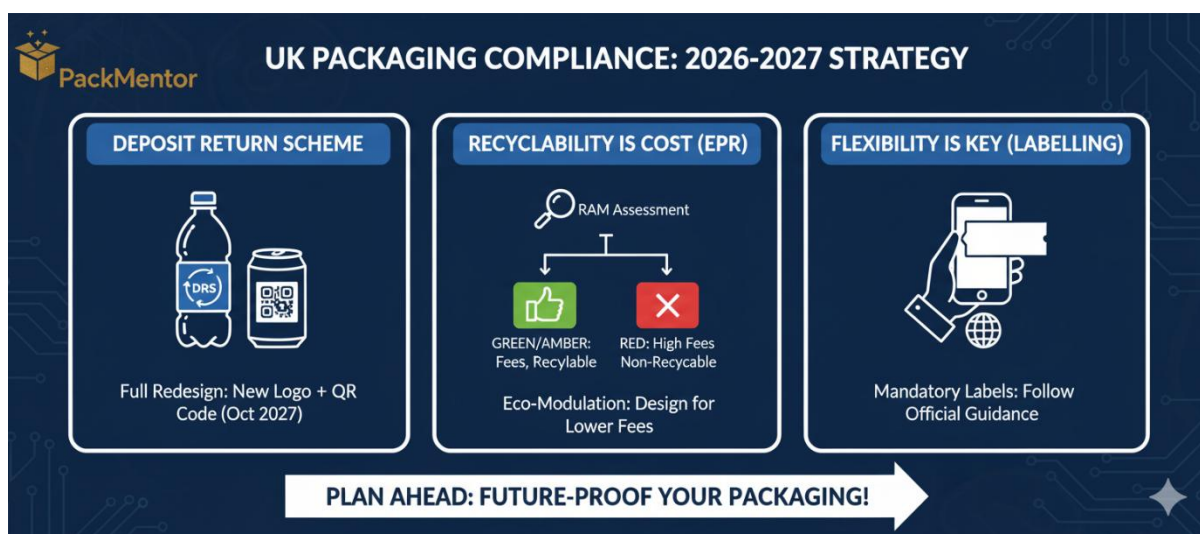 PackMentor
UK PACKAGING COMPLIANCE: 2026-2027 STRATEGY
DEPOSIT RETURN SCHEME
DRS
Full Redesign: New Logo + QR
Code (Oct 2027)
RECYCLABILITY IS COST (EPR)
RAM Assessment
GREEN/AMBER:
Fees, Recylable
RED: High Fees
Non-Recycable
Eco-Modulation: Design for
Lower Fees
FLEXIBILITY IS KEY (LABELLING)
Mandatory Labels: Follow
Official Guidance
PLAN AHEAD: FUTURE-PROOF YOUR PACKAGING!